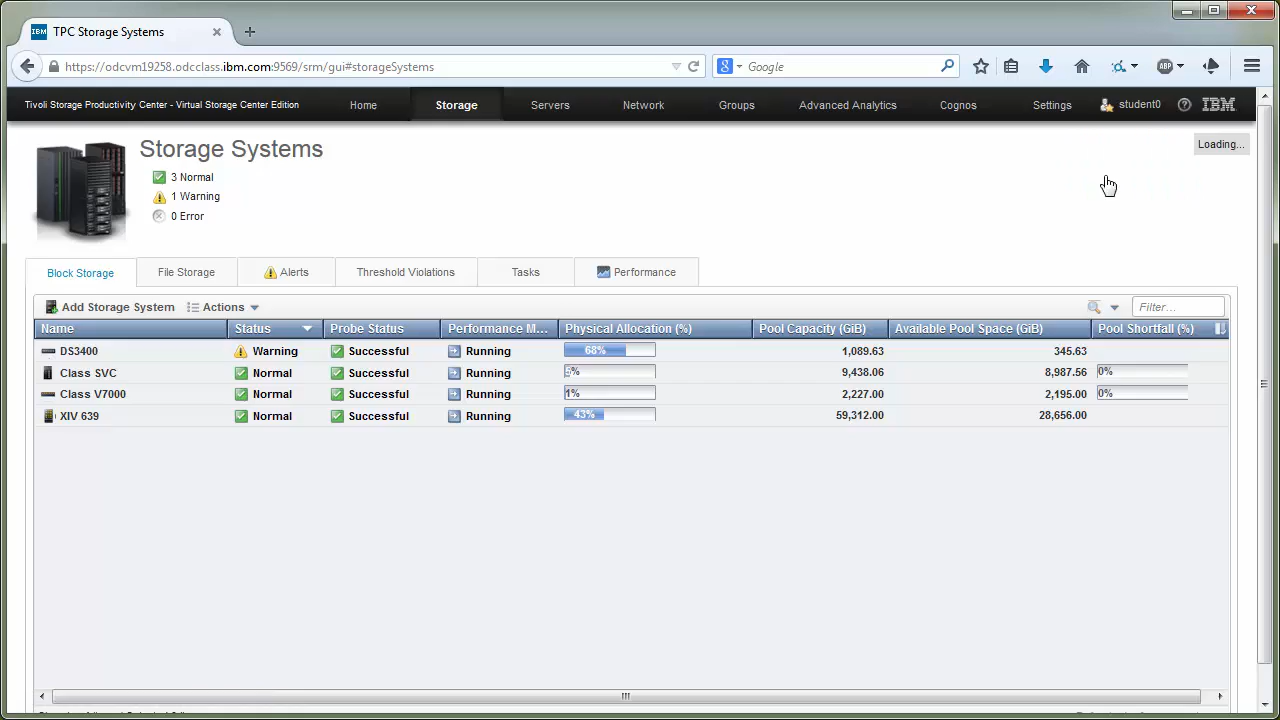 IBM TPC Storage Systems
https://odcvm19258.odcclass.ibm.com:9569/srm/gui#storageSystems
Google
ABP
Tivoli Storage Productivity Center - Virtual Storage Center Edition Home Storage Servers Network Groups Advanced Analytics Cognos Settings student0 IBM
Storage Systems
Loading...
3 Normal
1 Warning
0 Error
Block Storage File Storage Alerts Threshold Violations Tasks Performance
Add Storage System Actions Filter...
Name Status Probe Status Performance M... Physical Allocation (%) Pool Capacity (GiB) Available Pool Space (GiB) Pool Shortfall (%)
DS3400 Warning Successful Running 68% 1,089.63 345.63
Class SVC Normal Successful Running 9,438.06 8,987.56 0%
Class V7000 Normal Successful Running 1% 2,227.00 2,195.00 0%
XIV 639 Normal Successful Running 43% 59,312.00 28,656.00